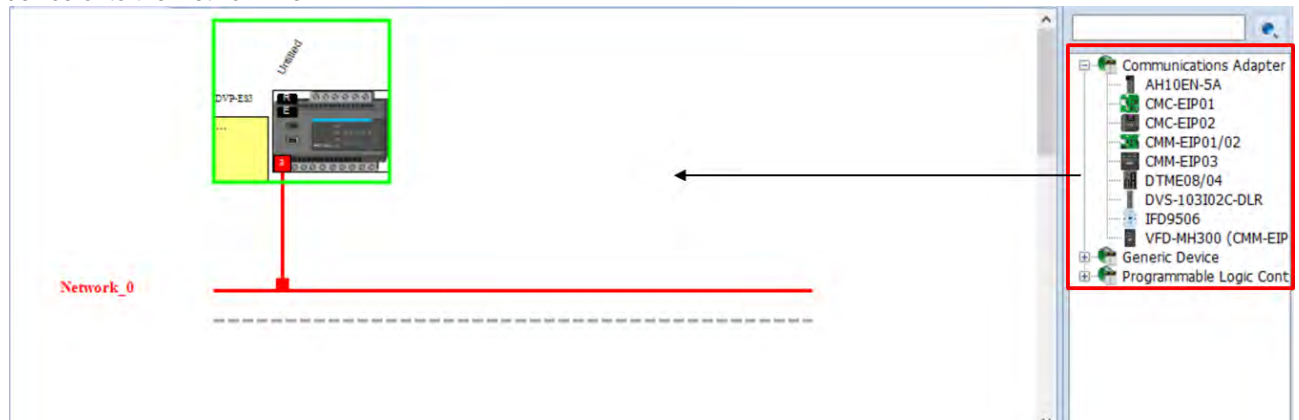 Untitled
DVP-ES3
...
R
E
3
Network_0
Communications Adapter
AH10EN-5A
CMC-EIP01
CMC-EIP02
CMM-EIP01/02
CMM-EIP03
DTME08/04
DVS-103I02C-DLR
IFD9506
VFD-MH300 (CMM-EIP
Generic Device
Programmable Logic Cont